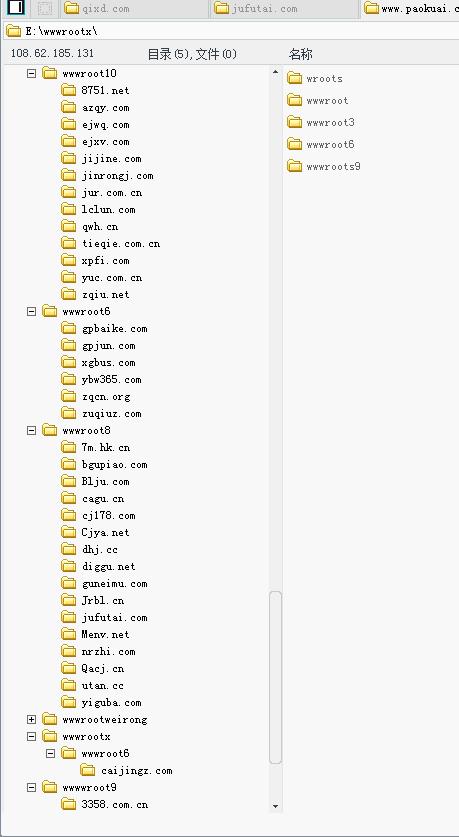 qixd.com jufutai.com www.paokuai.c
E:\wwwrootx\
108.62.185.131 目录(5),文件(0) 名称
wwwroot10
8751.net
azqy.com
ejwq.com
ejxv.com
jijine.com
jinrongj.com
jur.com.cn
lclun.com
qwh.cn
tieqie.com.cn
xpfi.com
yuc.com.cn
zqiu.net
wwwroot6
gpbaike.com
gpjun.com
xgbus.com
ybw365.com
zqcn.org
zuqiuz.com
wwwroot8
7m.hk.cn
bgupiao.com
Blju.com
cagu.cn
cj178.com
Cjya.net
dhj.cc
diggu.net
guneimu.com
Jrbl.cn
jufutai.com
Menv.net
nrzhi.com
Qacj.cn
utan.cc
yiguba.com
wwwrootweirong
wwwrootx
wwwroot6
caijingz.com
wwwwroot9
3358.com.cn
wroots
wwwroot
wwwroot3
wwwroot6
wwwroots9